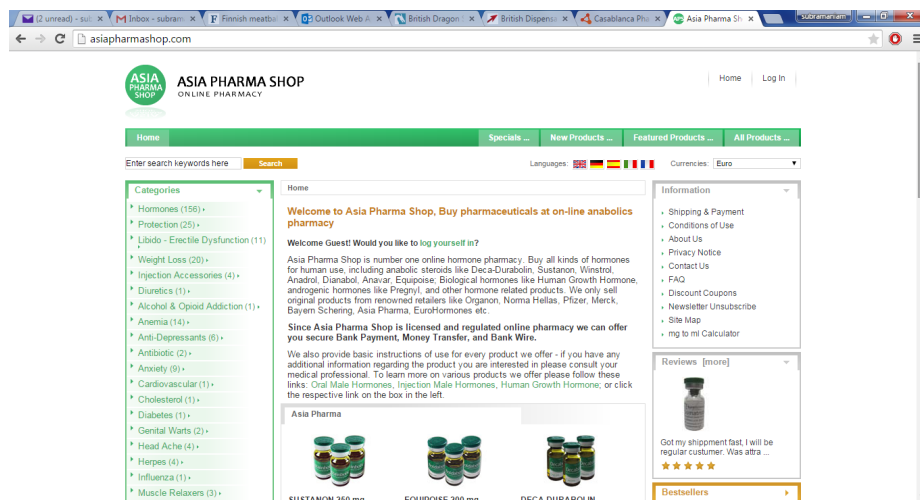 (2 unread) - sub
M Inbox - subram
F Finnish meatbal
Outlook Web A
British Dragon
British Dispense
Casablanca Pha
Asia Pharma Sh
subramaniam
asiapharmashop.com
ASIA
PHARMA
SHOP
ASIA PHARMA SHOP
ONLINE PHARMACY
Home
Log In
Home
Specials ...
New Products ...
Featured Products ...
All Products ...
Enter search keywords here
Search
Languages:
Currencies:
Euro
Categories
Hormones (156)
Protection (25)
Libido - Erectile Dysfunction (11)
Weight Loss (20)
Injection Accessories (4)
Diuretics (1)
Alcohol & Opioid Addiction (1)
Anemia (14)
Anti-Depressants (6)
Antibiotic (2)
Anxiety (9)
Cardiovascular (1)
Cholesterol (1)
Diabetes (1)
Genital Warts (2)
Head Ache (4)
Herpes (4)
Influenza (1)
Muscle Relaxers (3)
Home
Welcome to Asia Pharma Shop, Buy pharmaceuticals at on-line anabolics
pharmacy
Welcome Guest! Would you like to log yourself in?
Asia Pharma Shop is number one online hormone pharmacy. Buy all kinds of hormones
for human use, including anabolic steroids like Deca-Durabolin, Sustanon, Winstrol,
Anadrol, Dianabol, Anavar, Equipoise; Biological hormones like Human Growth Hormone,
androgenic hormones like Pregnyl, and other hormone related products. We only sell
original products from renowned retailers like Organon, Norma Hellas, Pfizer, Merck,
Bayern Schering, Asia Pharma, EuroHormones etc.
Since Asia Pharma Shop is licensed and regulated online pharmacy we can offer
you secure Bank Payment, Money Transfer, and Bank Wire.
We also provide basic instructions of use for every product we offer - if you have any
additional information regarding the product you are interested in please consult your
medical professional. To learn more on various products we offer please follow these
links: Oral Male Hormones, Injection Male Hormones, Human Growth Hormone; or click
the respective link on the box in the left.
Asia Pharma
SUSTANON 250 mg
EQUIPOISE 200 mg
DECA DURABOLIN
Information
Shipping & Payment
Conditions of Use
About Us
Privacy Notice
Contact Us
FAQ
Discount Coupons
Newsletter Unsubscribe
Site Map
mg to ml Calculator
Reviews [more]
Got my shippment fast, I will be
regular custumer. Was attra ...
Bestsellers